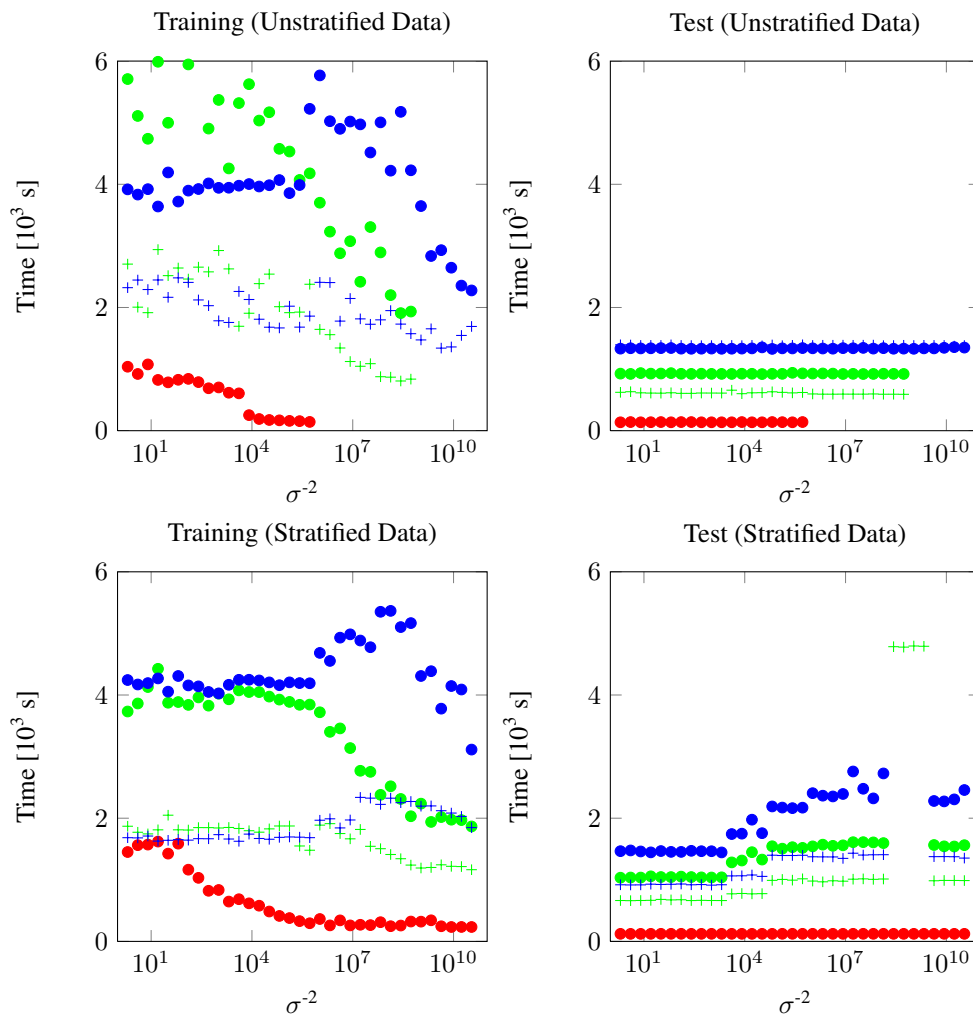 Training (Unstratified Data)
Test (Unstratified Data)
Time [10³ s]
6
4
2
0
10¹
10⁴
10⁷
10¹⁰
σ⁻²
Time [10³ s]
6
4
2
0
10¹
10⁴
10⁷
10¹⁰
σ⁻²
Training (Stratified Data)
Test (Stratified Data)
Time [10³ s]
6
4
2
0
10¹
10⁴
10⁷
10¹⁰
σ⁻²
Time [10³ s]
6
4
2
0
10¹
10⁴
10⁷
10¹⁰
σ⁻²